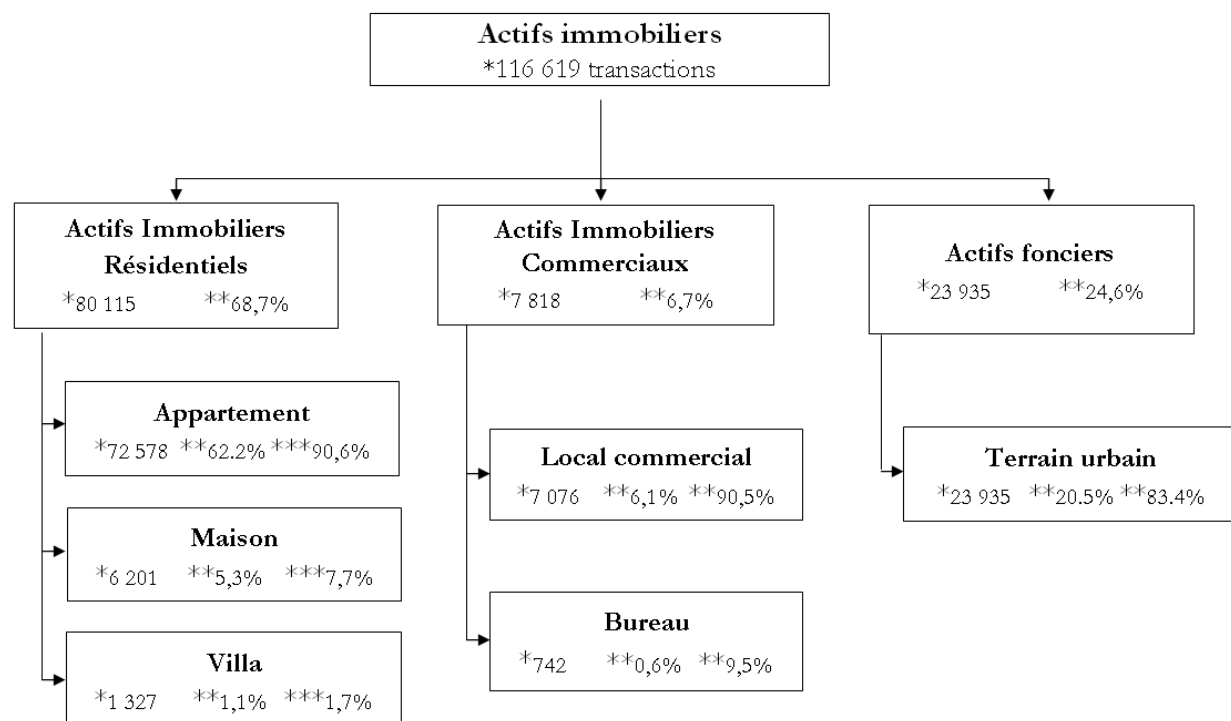 Actifs immobiliers
*116 619 transactions
Actifs Immobiliers
Résidentiels
*80 115 **68,7%
Actifs Immobiliers
Commerciaux
*7 818 **6,7%
Actifs fonciers
*23 935 **24,6%
Appartement
*72 578 **62.2% ***90,6%
Maison
*6 201 **5,3% ***7,7%
Villa
*1 327 **1,1% ***1,7%
Local commercial
*7 076 **6,1% **90,5%
Bureau
*742 **0,6% **9,5%
Terrain urbain
*23 935 **20.5% **83.4%